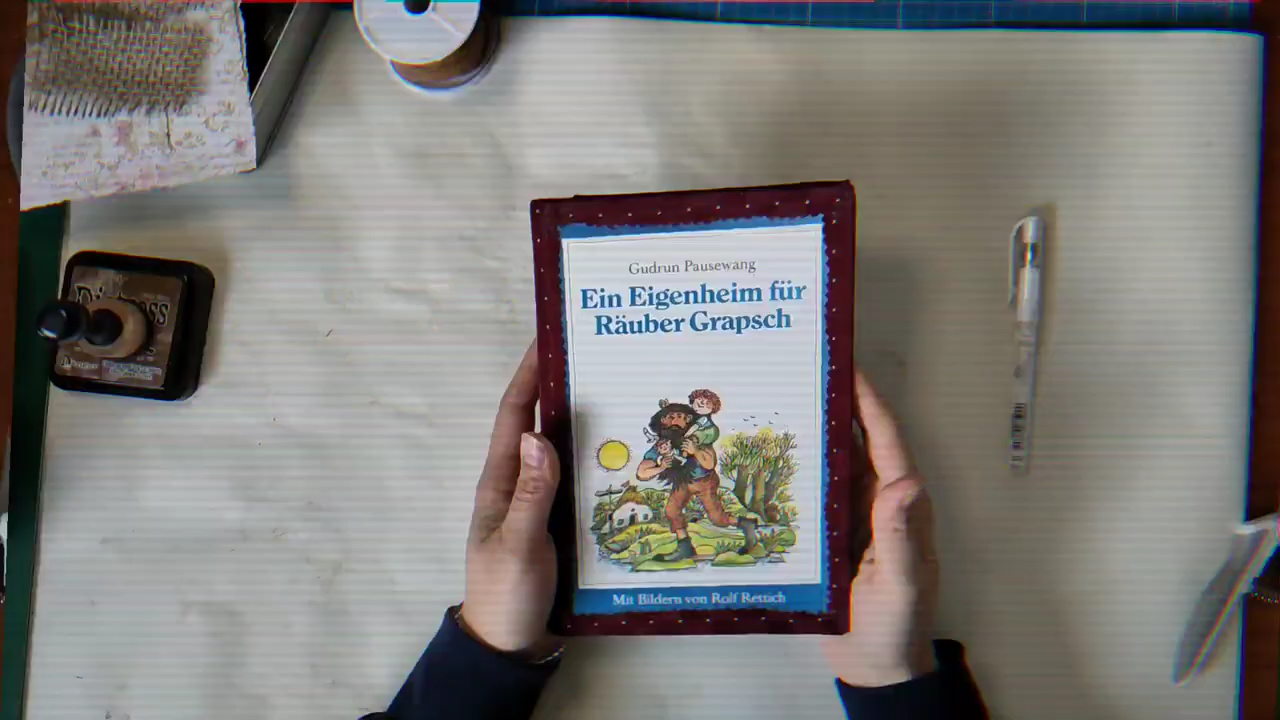 Gudrun Pausewang
Ein Eigenheim für
Räuber Grapsch
Mit Bildern von Rolf Rettich